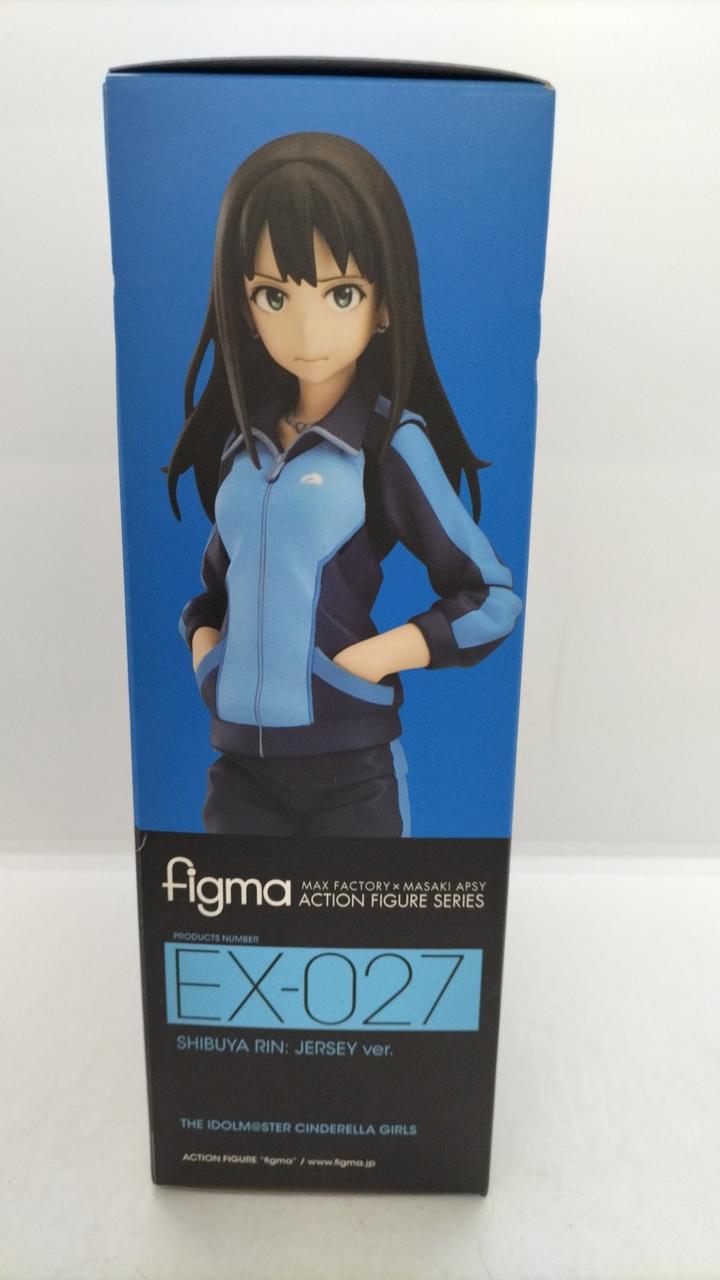 figma
MAX FACTORY × MASAKI APSY
ACTION FIGURE SERIES
PRODUCTS NUMBER
EX-027
SHIBUYA RIN: JERSEY ver.
THE IDOLM@STER CINDERELLA GIRLS
ACTION FIGURE "figma" / www.figma.jp